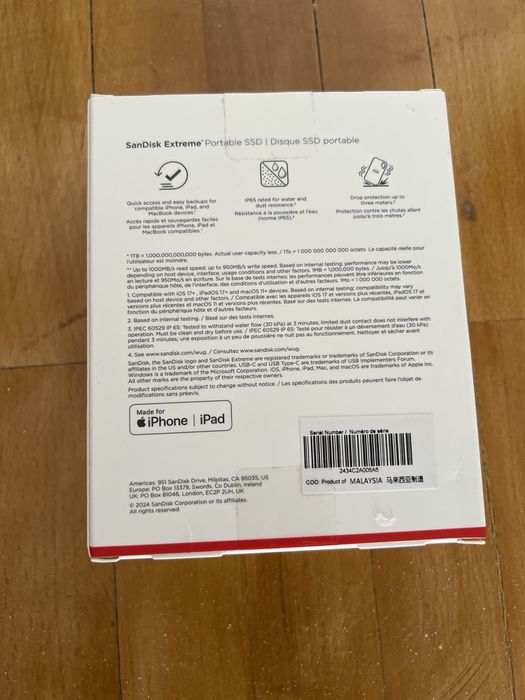 SanDisk Extreme® Portable SSD | Disque SSD portable
Quick access and easy backups for
compatible iPhone, iPad, and
MacBook devices.¹
Accès rapide et sauvegardes faciles
pour les appareils iPhone, iPad et
MacBook compatibles.¹
IP65 rated for water and
dust resistance.³
Résistance à la poussière et l'eau
(norme IP65).³
Drop protection up to
three meters.²
Protection contre les chutes allant
jusqu'à trois mètres.²
* 1TB = 1,000,000,000,000 bytes. Actual user capacity less. / 1To = 1 000 000 000 000 octets. La capacité réelle pour
l'utilisateur est moindre.
** Up to 1000MB/s read speed; up to 950MB/s write speed. Based on internal testing; performance may be lower
depending on host device, interface, usage conditions and other factors. 1MB = 1,000,000 bytes. / Jusqu'à 1000Mo/s
en lecture et 950Mo/s en écriture. Sur la base de tests internes; les performances peuvent être inférieures en fonction
du périphérique hôte, de l'interface, des conditions d'utilisation et d'autres facteurs. 1Mo = 1 000 000 octets.
1. Compatible with iOS 17+, iPadOS 17+ and macOS 11+ devices. Based on internal testing; compatibility may vary
based on host device and other factors. / Compatible avec les appareils iOS 17 et versions plus récentes, iPadOS 17 et
versions plus récentes et macOS 11 et versions plus récentes. Basé sur des tests internes. La compatibilité peut varier en
fonction du périphérique hôte et d'autres facteurs.
2. Based on internal testing. / Basé sur des tests internes.
3. IPEC 60529 IP 65: Tested to withstand water flow (30 kPa) at 3 minutes; limited dust contact does not interfere with
operation. Must be clean and dry before use. / IPEC 60529 IP 65: Testé pour résister à un déversement d'eau (30 kPa)
pendant 3 minutes; une exposition à un peu de poussière ne nuit pas au fonctionnement. Nettoyer et sécher avant
utilisation.
4. See www.sandisk.com/wug. / Consultez www.sandisk.com/wug.
SanDisk, the SanDisk logo and SanDisk Extreme are registered trademarks or trademarks of SanDisk Corporation or its
affiliates in the US and/or other countries. USB-C and USB Type-C are trademarks of USB Implementers Forum.
Windows is a trademark of the Microsoft Corporation. iOS, iPhone, iPad, Mac, and macOS are trademarks of Apple Inc.
All other marks are the property of their respective owners.
Product specifications subject to change without notice. / Les spécifications des produits peuvent faire l'objet de
modifications sans préavis.
Made for
iPhone | iPad
Serial Number / Numéro de série
2434C2A005A5
COO: Product of MALAYSIA 马来西亚制造
Americas: 951 SanDisk Drive, Milpitas, CA 95035, US
Europe: PO Box 13379, Swords, Co Dublin, Ireland
UK: PO Box 81046, London, EC2P 2UH, UK
© 2024 SanDisk Corporation or its affiliates.
All rights reserved.